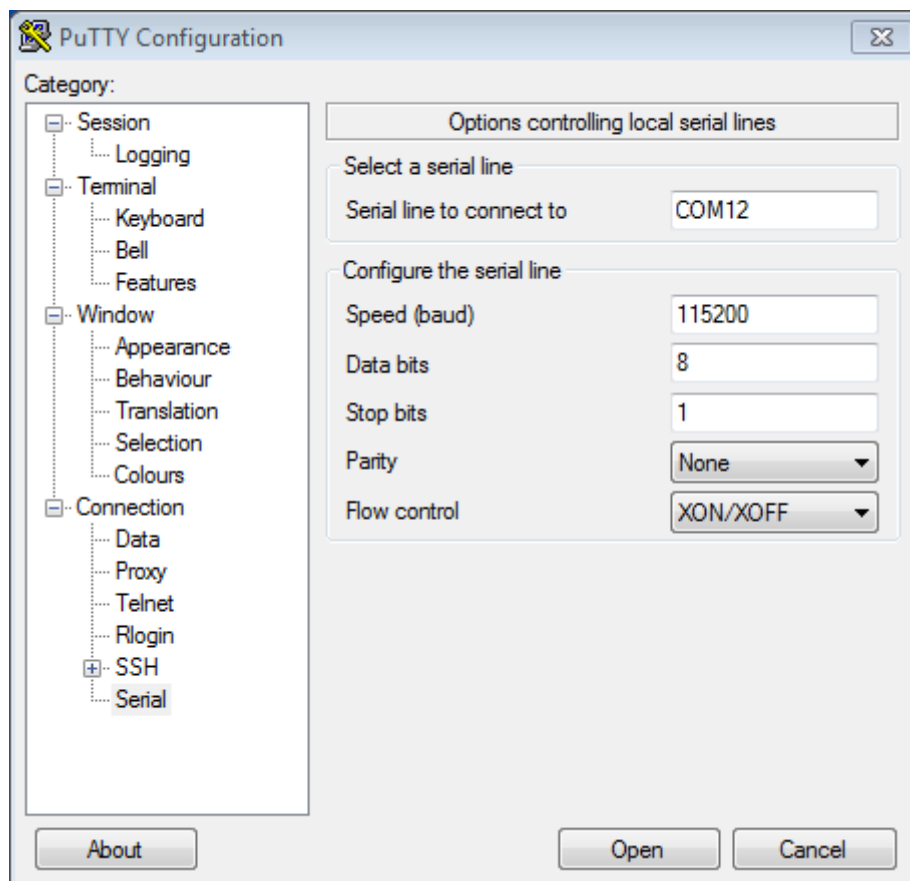 PuTTY Configuration
Category:
Session
Logging
Terminal
Keyboard
Bell
Features
Window
Appearance
Behaviour
Translation
Selection
Colours
Connection
Data
Proxy
Telnet
Rlogin
SSH
Serial
Options controlling local serial lines
Select a serial line
Serial line to connect to COM12
Configure the serial line
Speed (baud) 115200
Data bits 8
Stop bits 1
Parity None
Flow control XON/XOFF
About Open Cancel